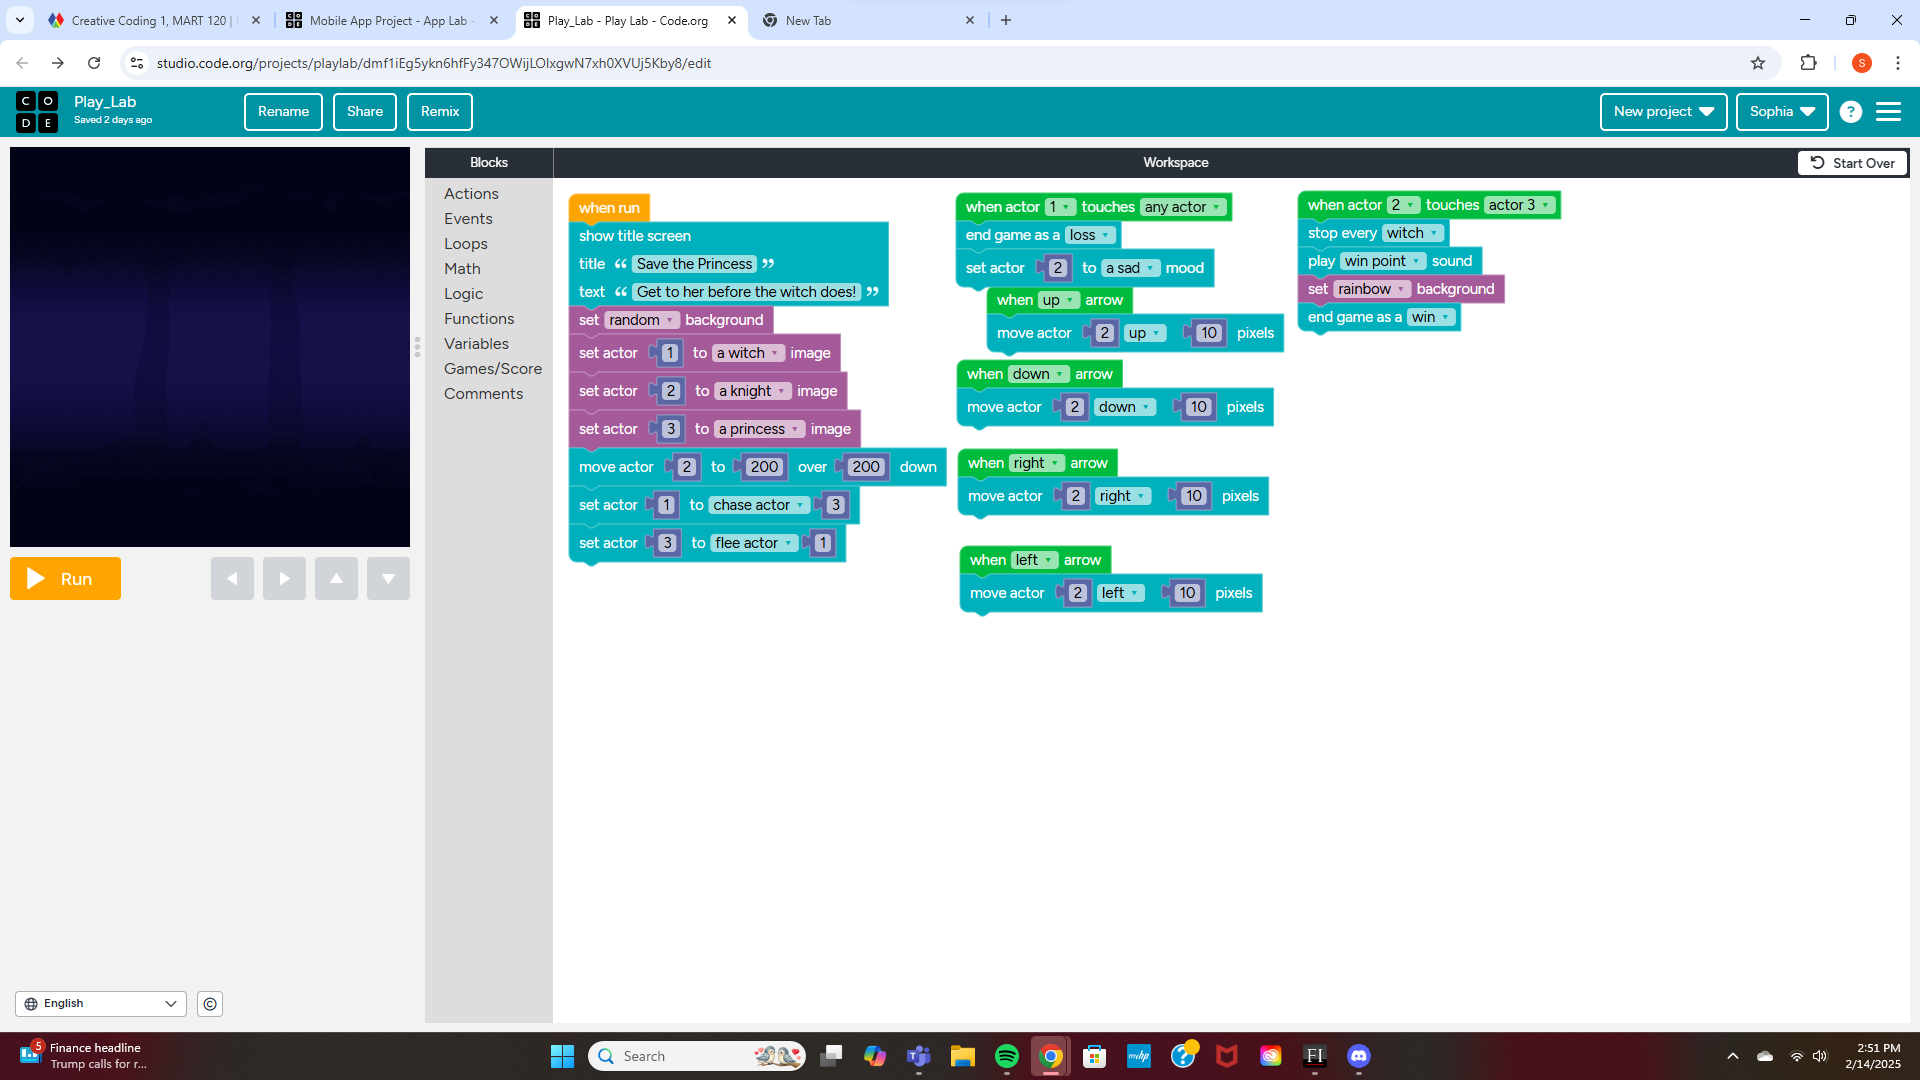 Creative Coding 1, MART 120 |
Mobile App Project - App Lab -
Play_Lab - Play Lab - Code.org
New Tab
studio.code.org/projects/playlab/dmf1iEg5ykn6hfFy347OWijLOlxgwN7xh0XVUj5Kby8/edit
S
C O
D E
Play_Lab
Saved 2 days ago
Rename
Share
Remix
New project
Sophia
?
Blocks
Workspace
Start Over
Actions
Events
Loops
Math
Logic
Functions
Variables
Games/Score
Comments
when run
show title screen
title “ Save the Princess ”
text “ Get to her before the witch does! ”
set random background
set actor 1 to a witch image
set actor 2 to a knight image
set actor 3 to a princess image
move actor 2 to 200 over 200 down
set actor 1 to chase actor 3
set actor 3 to flee actor 1
when actor 1 touches any actor
end game as a loss
set actor 2 to a sad mood
when up arrow
move actor 2 up 10 pixels
when down arrow
move actor 2 down 10 pixels
when right arrow
move actor 2 right 10 pixels
when left arrow
move actor 2 left 10 pixels
when actor 2 touches actor 3
stop every witch
play win point sound
set rainbow background
end game as a win
Run
English
©
5
Finance headline
Trump calls for r...
Search
myhp
?
FI
2:51 PM
2/14/2025